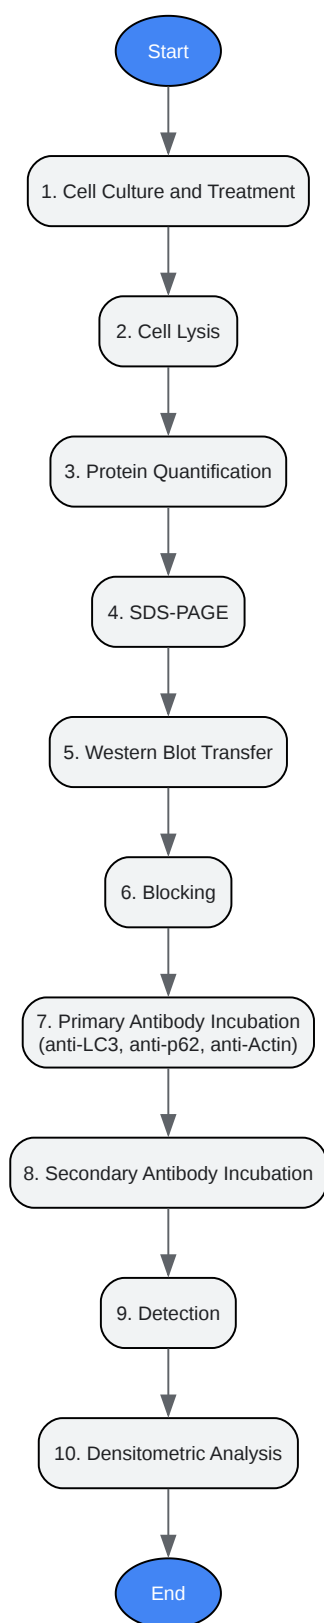 Start
1. Cell Culture and Treatment
2. Cell Lysis
3. Protein Quantification
4. SDS-PAGE
5. Western Blot Transfer
6. Blocking
7. Primary Antibody Incubation
(anti-LC3, anti-p62, anti-Actin)
8. Secondary Antibody Incubation
9. Detection
10. Densitometric Analysis
End